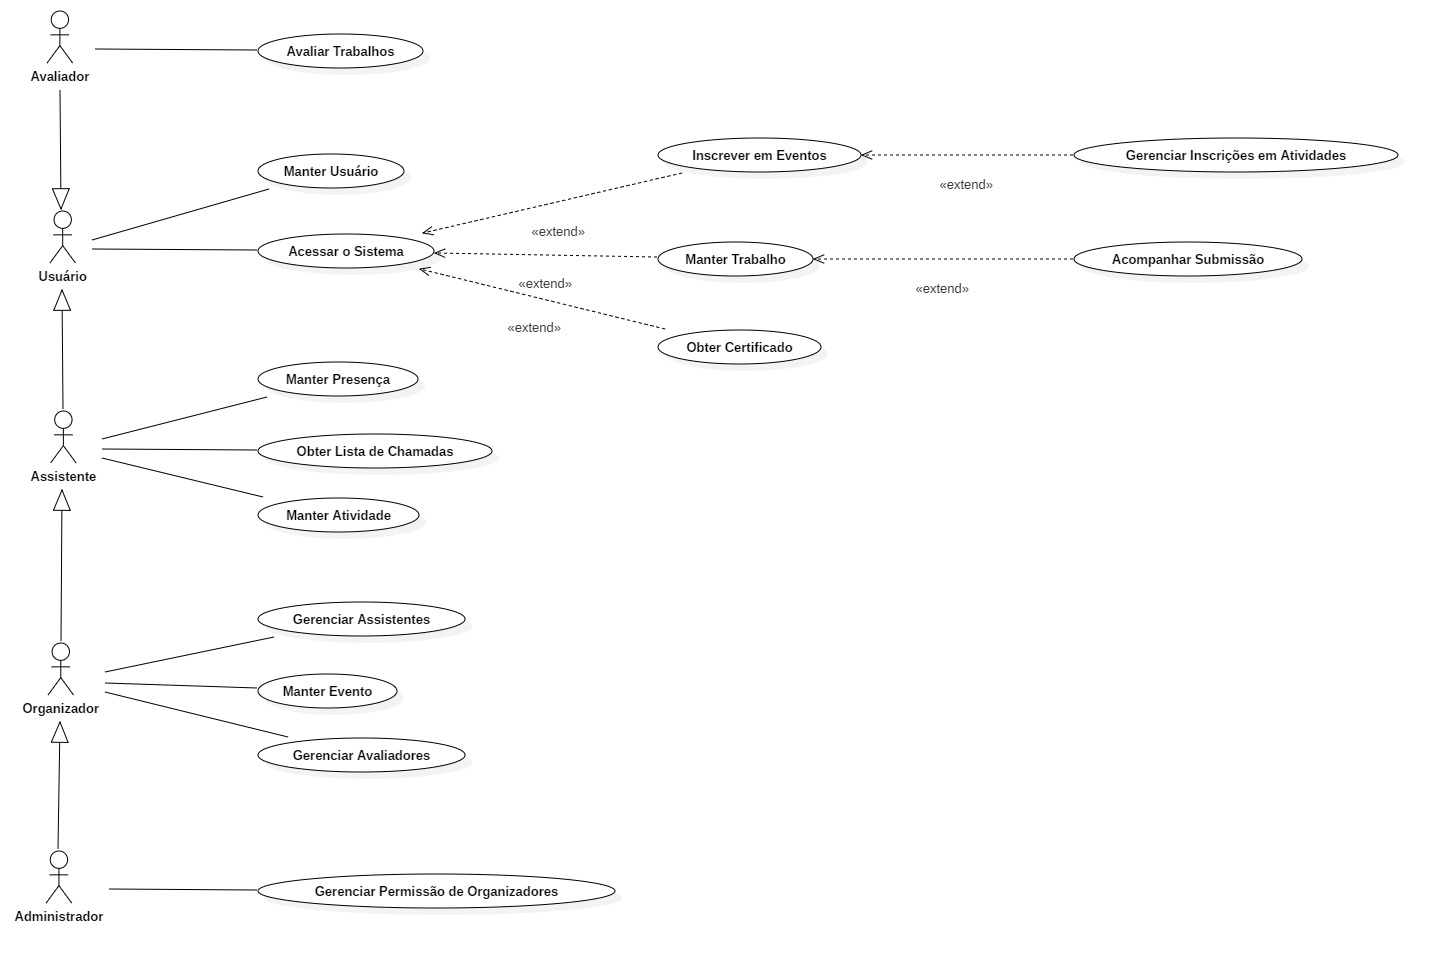 Avaliador
Avaliar Trabalhos
Manter Usuário
Inscrever em Eventos
Gerenciar Inscrições em Atividades
«extend»
«extend»
Usuário
Acessar o Sistema
Manter Trabalho
Acompanhar Submissão
«extend»
«extend»
«extend»
Obter Certificado
Manter Presença
Assistente
Obter Lista de Chamadas
Manter Atividade
Gerenciar Assistentes
Organizador
Manter Evento
Gerenciar Avaliadores
Administrador
Gerenciar Permissão de Organizadores